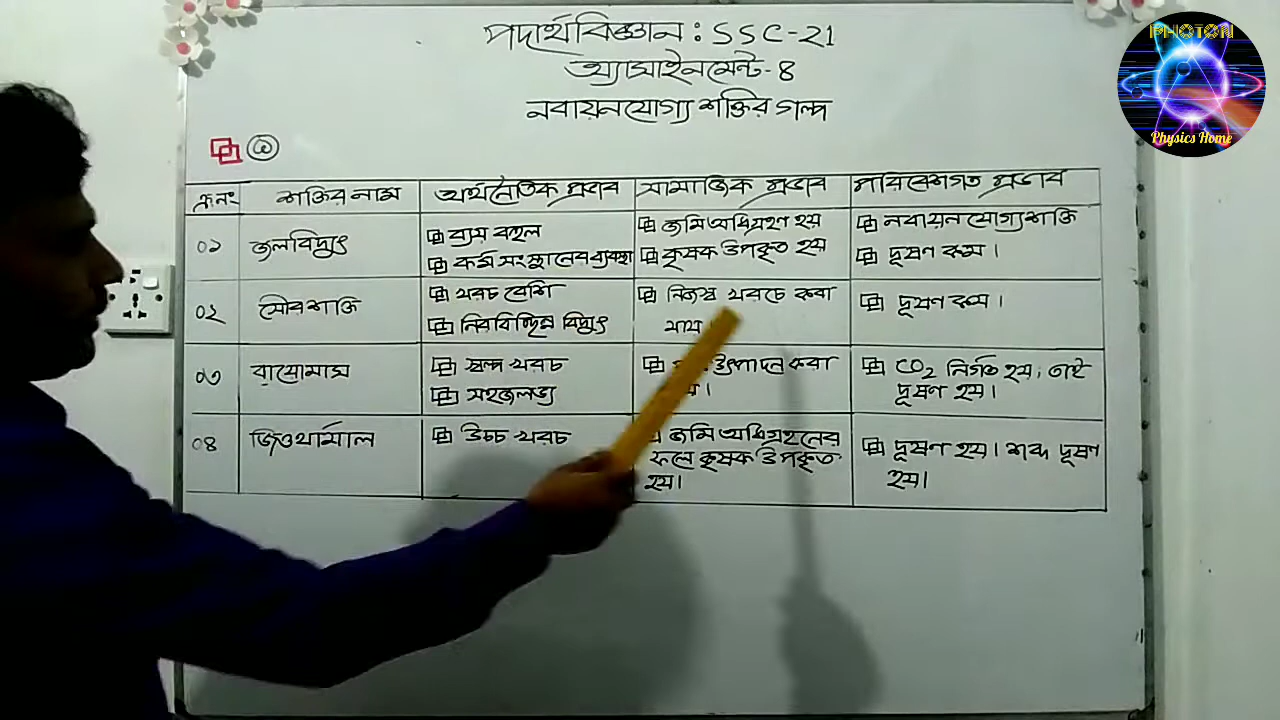 PHOTON
Physics Home
পদার্থবিজ্ঞান : SSC-21
অ্যাসাইনমেন্ট-৪
নবায়নযোগ্য শক্তির গল্প
ক্র.নং শক্তির নাম অর্থনৈতিক প্রভাব সামাজিক প্রভাব পরিবেশগত প্রভাব
০১ জলবিদ্যুৎ
ব্যয় বহুল
কর্ম সংস্থানের ব্যবস্থা
জমি অধিগ্রহণ হয়
কৃষক উপকৃত হয়
নবায়ন যোগ্য শক্তি
দূষণ কম।
০২ সৌরশক্তি
খরচ বেশি
নিরবিচ্ছিন্ন বিদ্যুৎ
নিজস্ব খরচে করা
যায়
দূষণ কম।
০৩ বায়োমাস
স্বল্প খরচ
সহজলভ্য
উৎপাদন করা
CO2 নির্গত হয়। তাই
দূষণ হয়।
০৪ জিওথার্মাল
উচ্চ খরচ
জমি অধিগ্রহণের
ফলে কৃষক উপকৃত
হয়।
দূষণ হয়। শব্দ দূষণ
হয়।